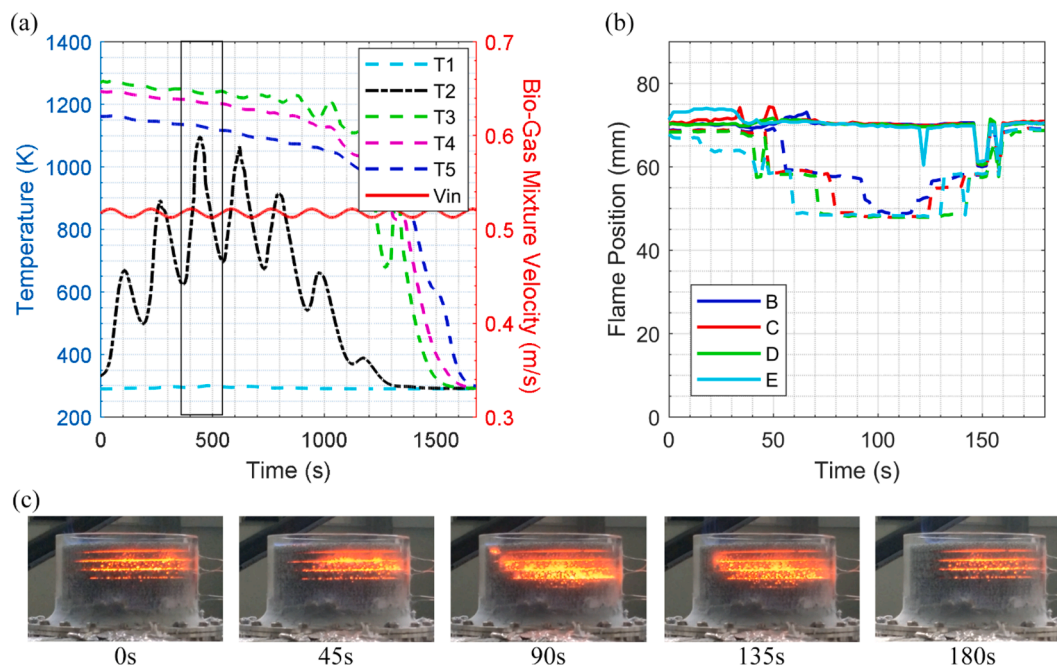 (a)
1400
1200
1000
800
600
400
200
Temperature (K)
0
500
1000
1500
Time (s)
0.7
0.6
0.5
0.4
0.3
Bio-Gas Mixture Velocity (m/s)
T1
T2
T3
T4
T5
Vin
(b)
80
60
40
20
0
Flame Position (mm)
0
50
100
150
Time (s)
B
C
D
E
(c)
0s
45s
90s
135s
180s